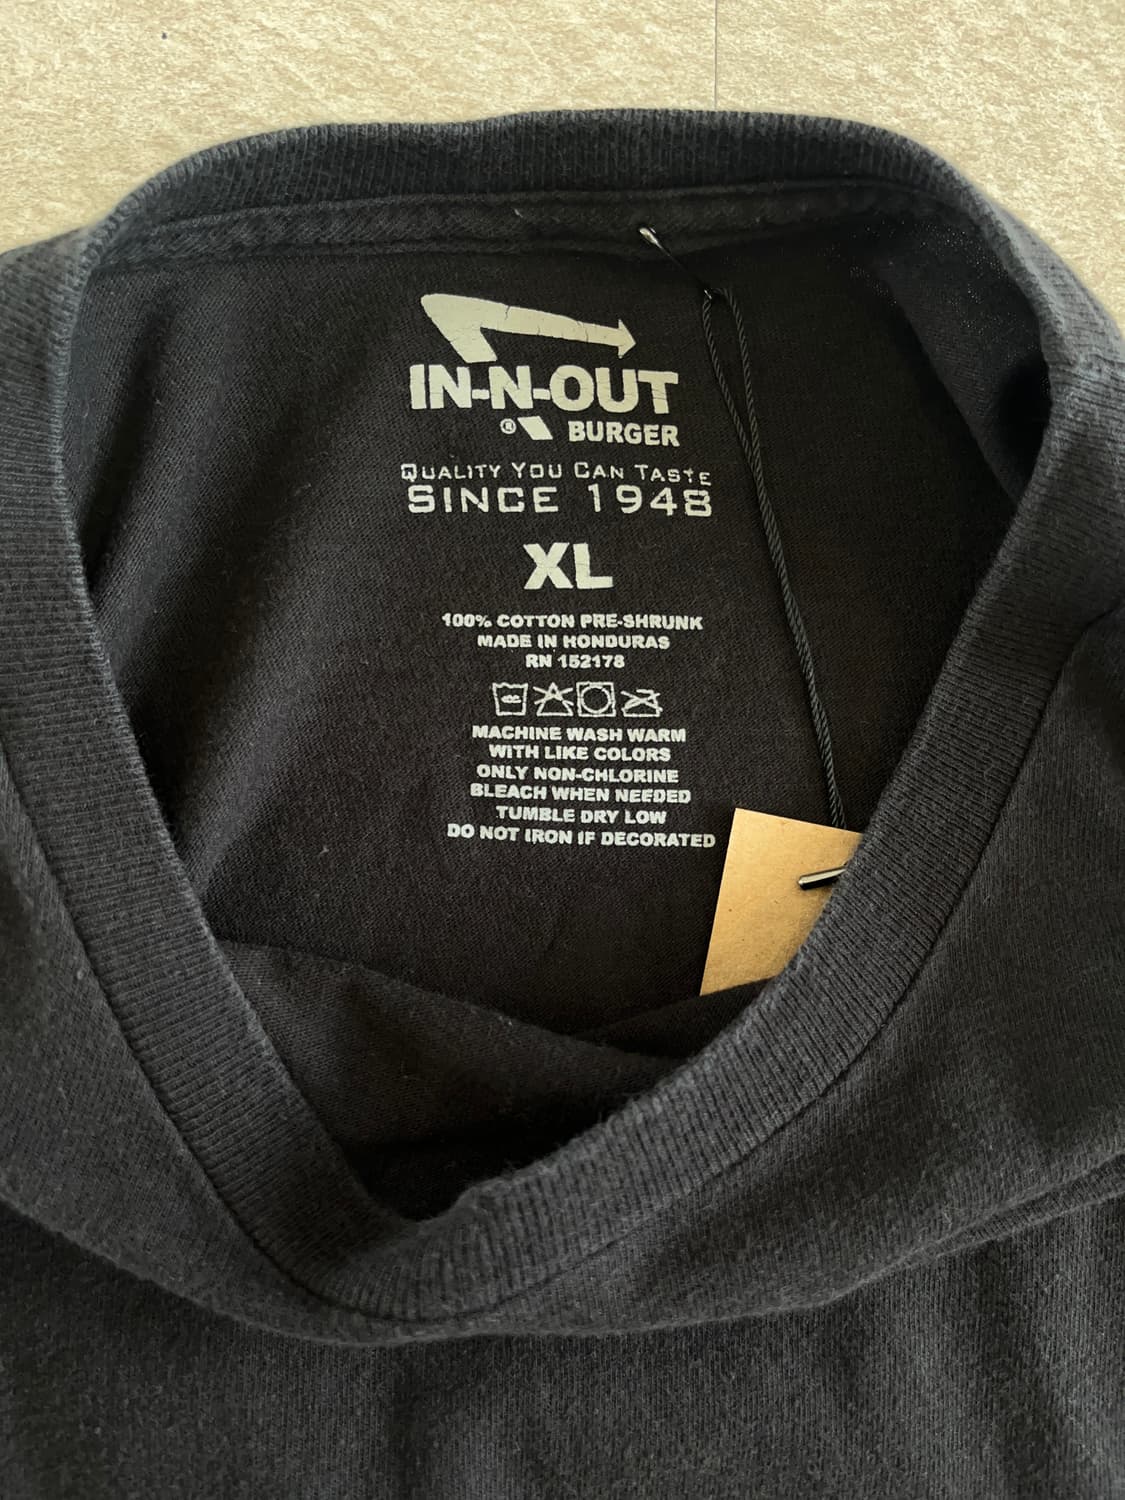 IN-N-OUT
® BURGER
QUALITY YOU CAN TASTE
SINCE 1948
XL
100% COTTON PRE-SHRUNK
MADE IN HONDURAS
RN 152178
MACHINE WASH WARM
WITH LIKE COLORS
ONLY NON-CHLORINE
BLEACH WHEN NEEDED
TUMBLE DRY LOW
DO NOT IRON IF DECORATED